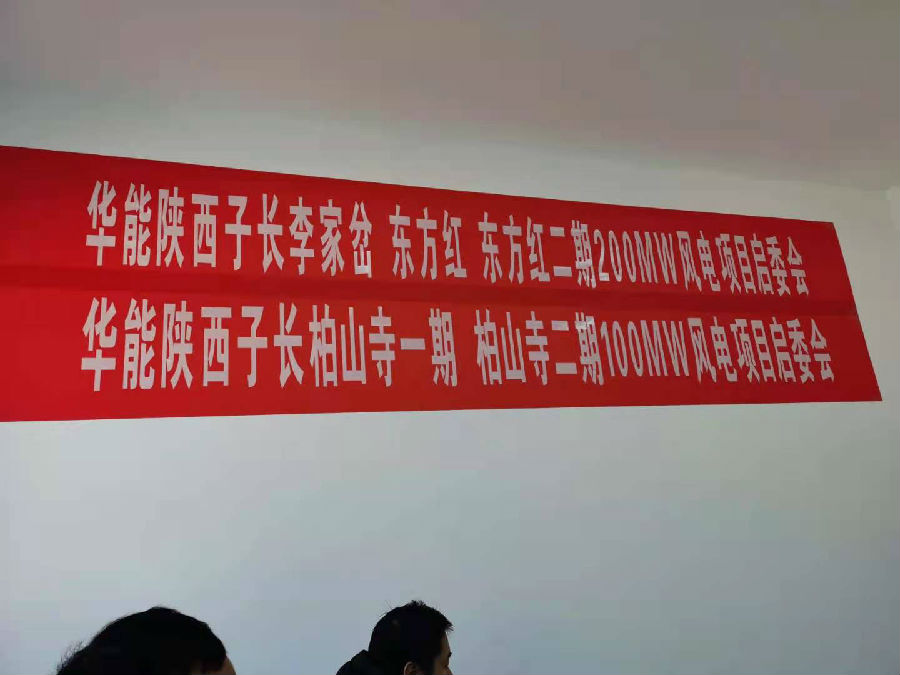 华能陕西子长李家岔 东方红 东方红二期200MW风电项目启委会
华能陕西子长柏山寺一期 柏山寺二期100MW风电项目启委会